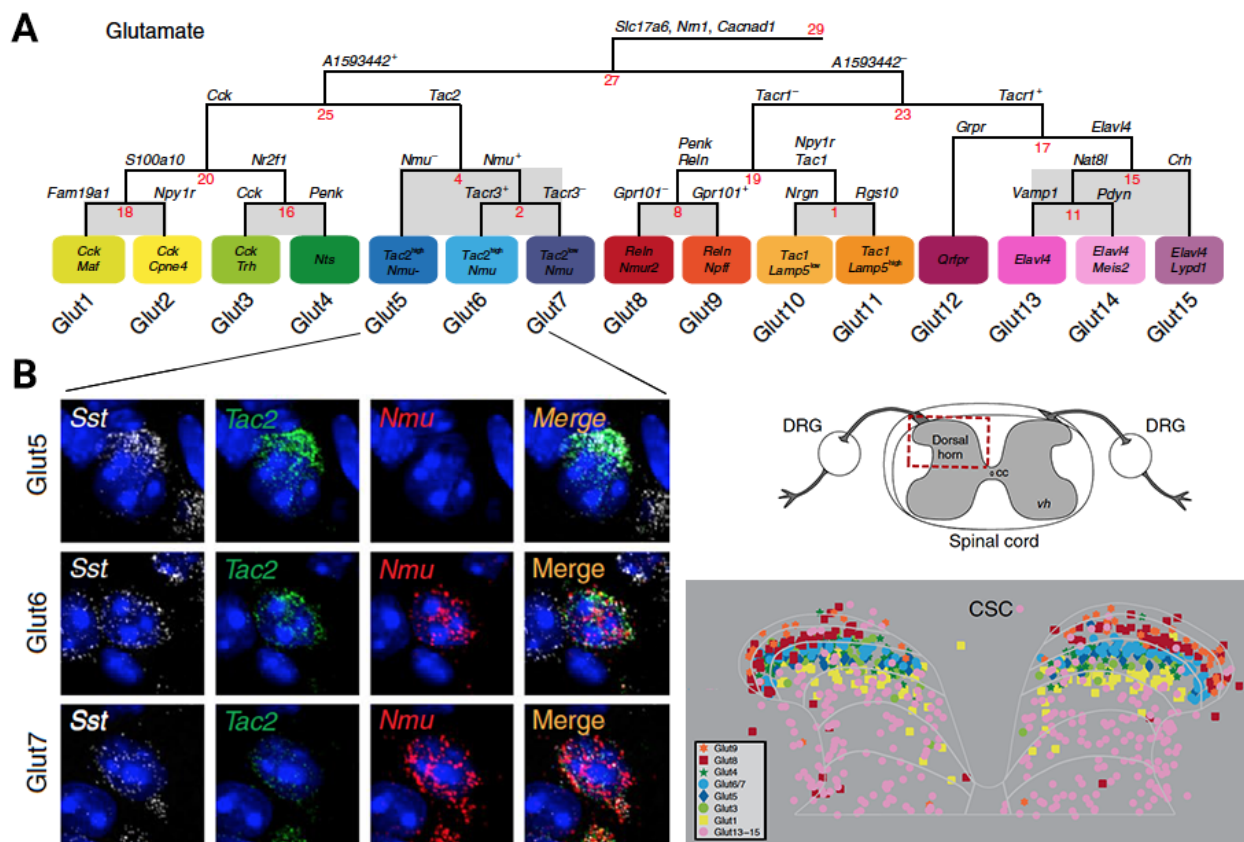 A
Glutamate
Slc17a6, Nrn1, Cacnad1
29
A1593442+
A1593442−
27
Cck
Tac2
Tacr1−
Tacr1+
25
23
Grpr
Elavl4
17
Penk
Reln
Npy1r
Tac1
S100a10
Nr2f1
Nmu−
Nmu+
Nat8l
Crh
20
4
19
15
Fam19a1
Npy1r
Cck
Penk
Tacr3+
Tacr3−
Gpr101−
Gpr101+
Nrgn
Rgs10
Vamp1
Pdyn
18
16
2
8
1
11
Cck
Maf
Cck
Cpne4
Cck
Trh
Nts
Tac2high
Nmu-
Tac2high
Nmu
Tac2low
Nmu
Reln
Nmur2
Reln
Npff
Tac1
Lamp5low
Tac1
Lamp5high
Qrfpr
Elavl4
Elavl4
Meis2
Elavl4
Lypd1
Glut1
Glut2
Glut3
Glut4
Glut5
Glut6
Glut7
Glut8
Glut9
Glut10
Glut11
Glut12
Glut13
Glut14
Glut15
B
Glut5
Sst
Tac2
Nmu
Merge
Glut6
Sst
Tac2
Nmu
Merge
Glut7
Sst
Tac2
Nmu
Merge
DRG
Dorsal
horn
DRG
cc
vh
Spinal cord
CSC
Glut9
Glut8
Glut4
Glut6/7
Glut5
Glut3
Glut1
Glut13−15